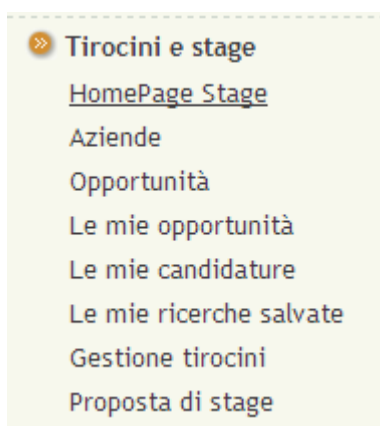 Tirocini e stage
HomePage Stage
Aziende
Opportunità
Le mie opportunità
Le mie candidature
Le mie ricerche salvate
Gestione tirocini
Proposta di stage